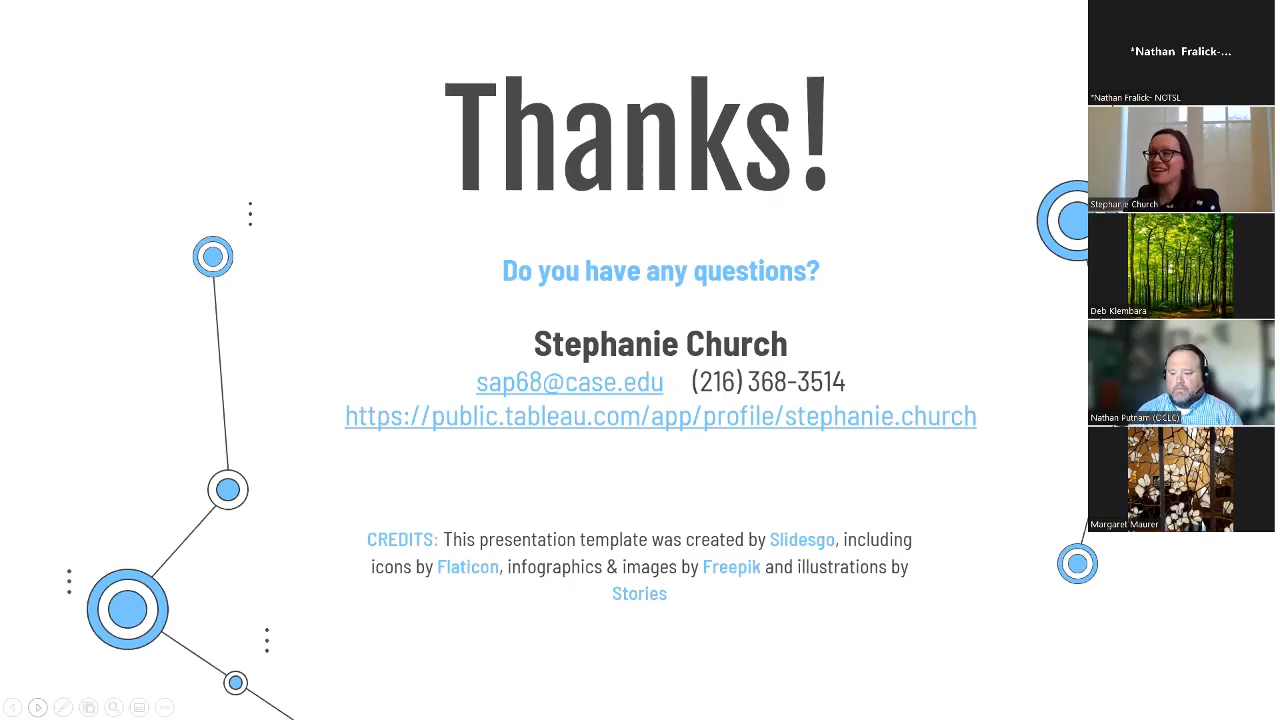 Thanks!
Do you have any questions?
Stephanie Church
sap68@case.edu (216) 368-3514
https://public.tableau.com/app/profile/stephanie.church
CREDITS: This presentation template was created by Slidesgo, including
icons by Flaticon, infographics & images by Freepik and illustrations by
Stories
*Nathan Fralick-...
*Nathan Fralick- NOTSL
Stephanie Church
Deb Klembara
Nathan Putnam (OCLC)
Margaret Maurer